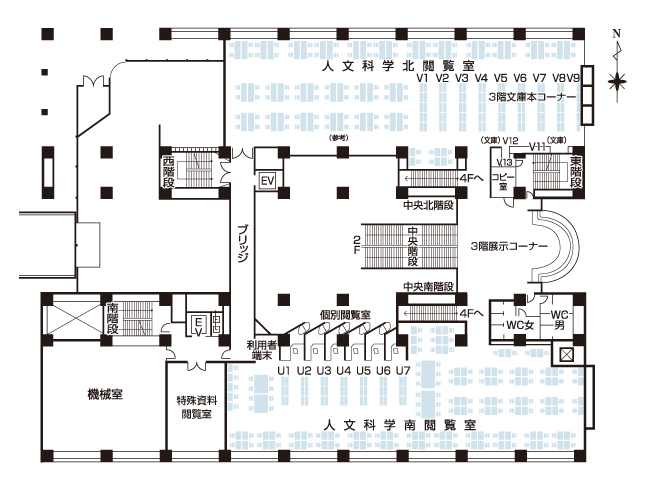 N
人文科学北閲覧室
V1 V2 V3 V4 V5 V6 V7 V8 V9
3階文庫本コーナー
(参考)
(文庫) V12 (文庫)
V11
V13
コピー室
東階段
西階段
EV
4Fへ
中央北階段
ブリッジ
2F
中央階段
3階展示コーナー
中央南階段
個別閲覧室
4Fへ
南階段
EV
利用者端末
WC女
WC男
U1 U2 U3 U4 U5 U6 U7
機械室
特殊資料
閲覧室
人文科学南閲覧室